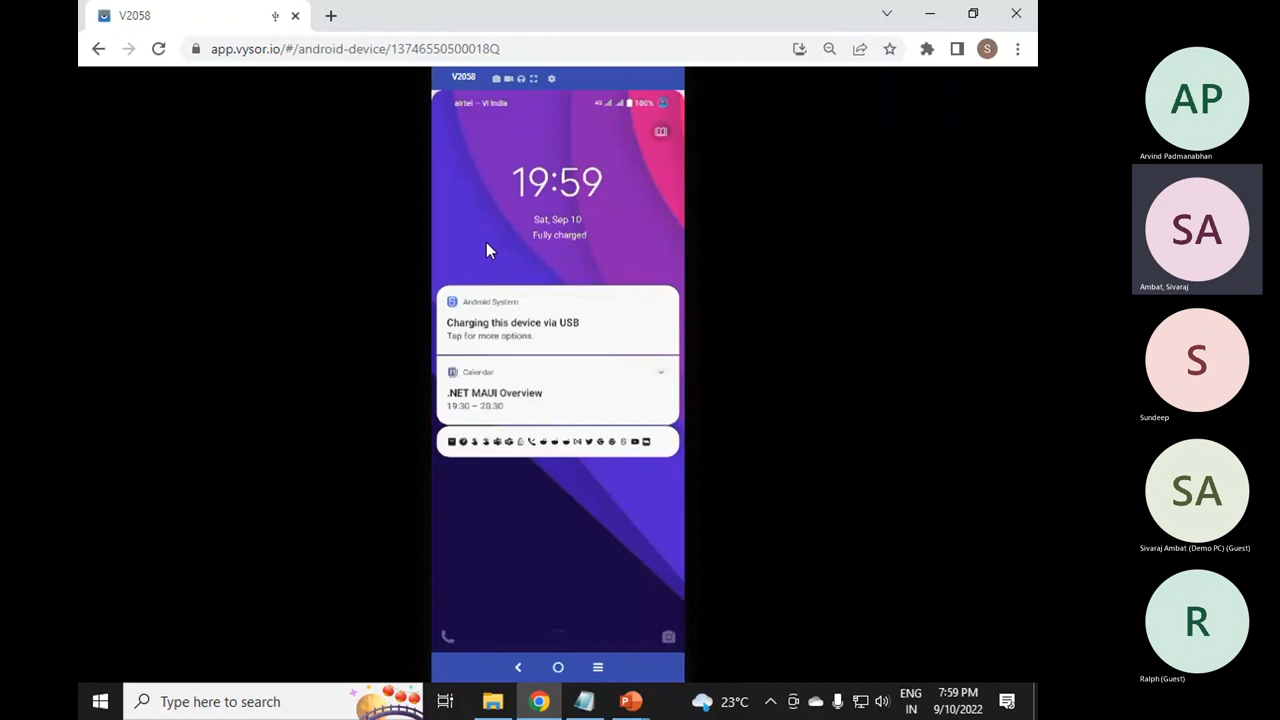 V2058
app.vysor.io/#/android-device/13746550500018Q
S
V2058
airtel – VI India
4G
100%
19:59
Sat, Sep 10
Fully charged
Android System
Charging this device via USB
Tap for more options.
Calendar
.NET MAUI Overview
19:30 – 20:30
Type here to search
23°C
ENG
IN
7:59 PM
9/10/2022
AP
Arvind Padmanabhan
SA
Ambat, Sivaraj
S
Sundeep
SA
Sivaraj Ambat (Demo PC) (Guest)
R
Ralph (Guest)